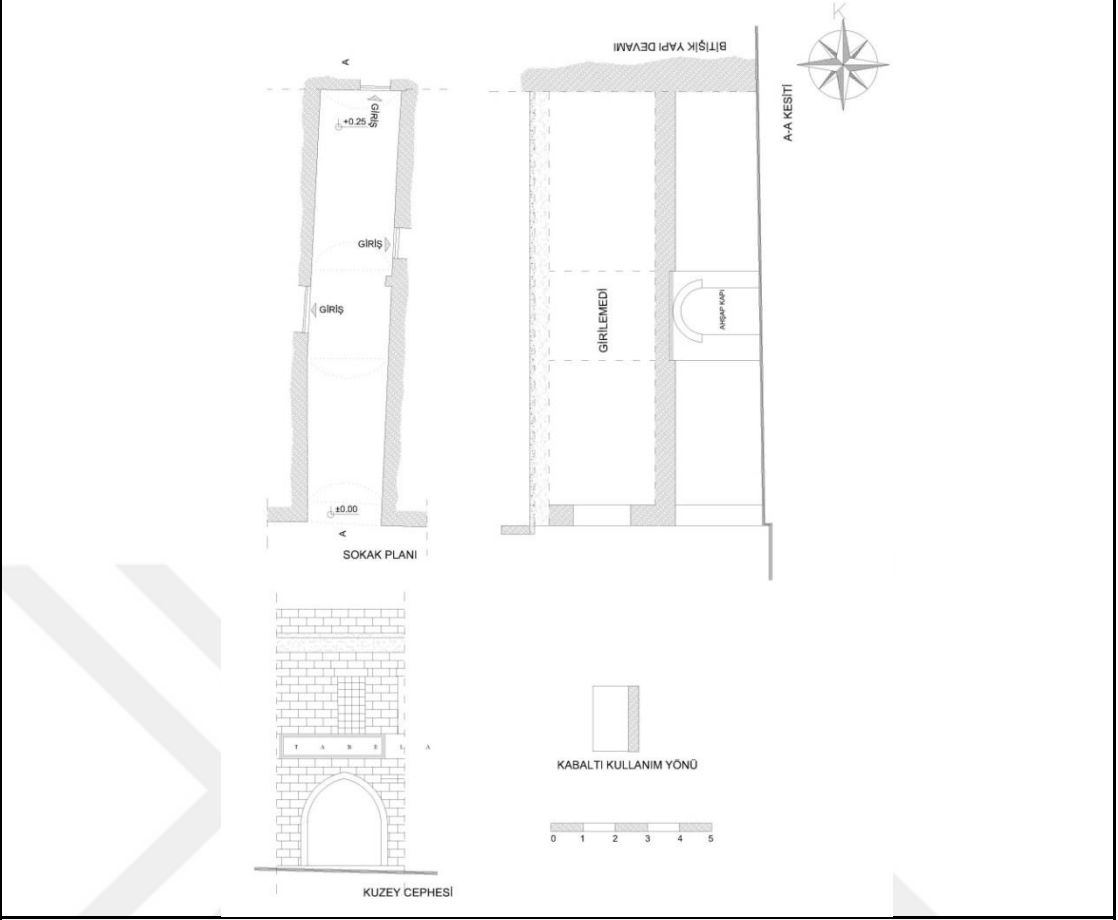 K
BİTİŞİK YAPI DEVAMI
A
GİRİŞ
+0.25
A-A KESİTİ
GİRİŞ
GİRİŞ
GİRİLEMEDİ
AHŞAP KAPI
±0.00
A
SOKAK PLANI
T A B E L A
KABALTI KULLANIM YÖNÜ
0 1 2 3 4 5
KUZEY CEPHESİ